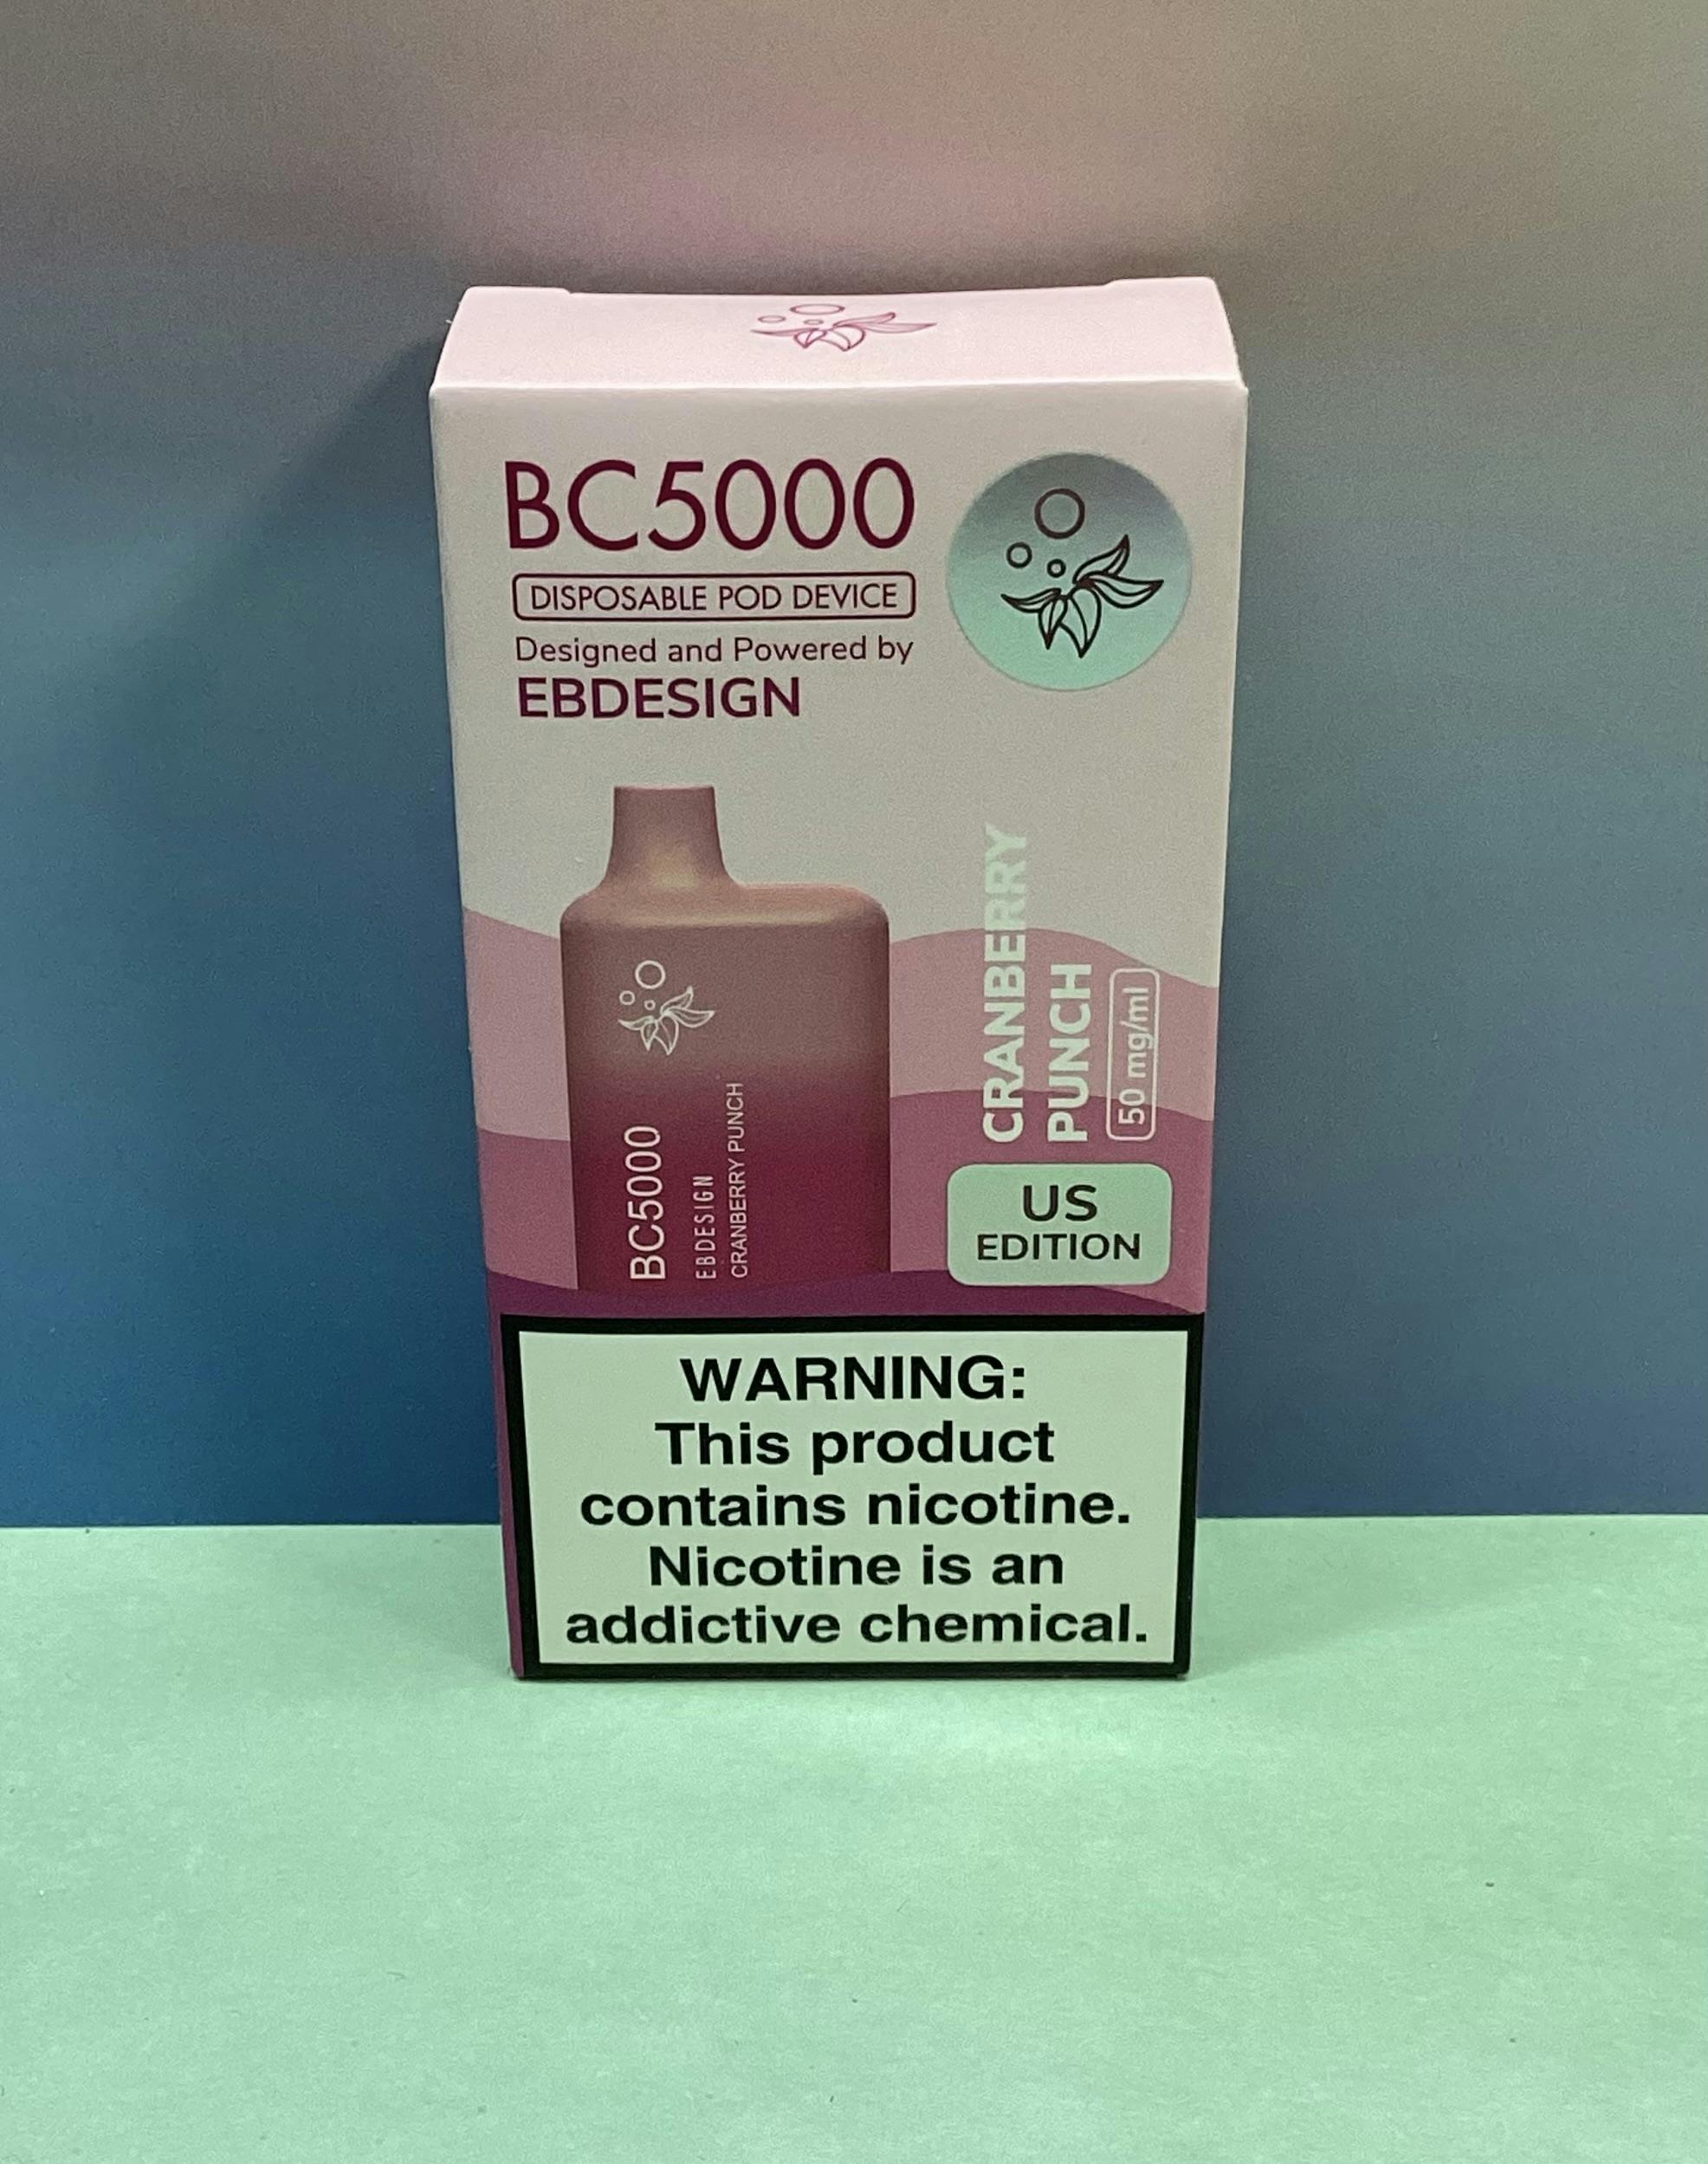 BC5000
DISPOSABLE POD DEVICE
Designed and Powered by
EBDESIGN
BC5000
EBDESIGN
CRANBERRY PUNCH
CRANBERRY
PUNCH
50 mg/ml
US
EDITION
WARNING:
This product
contains nicotine.
Nicotine is an
addictive chemical.